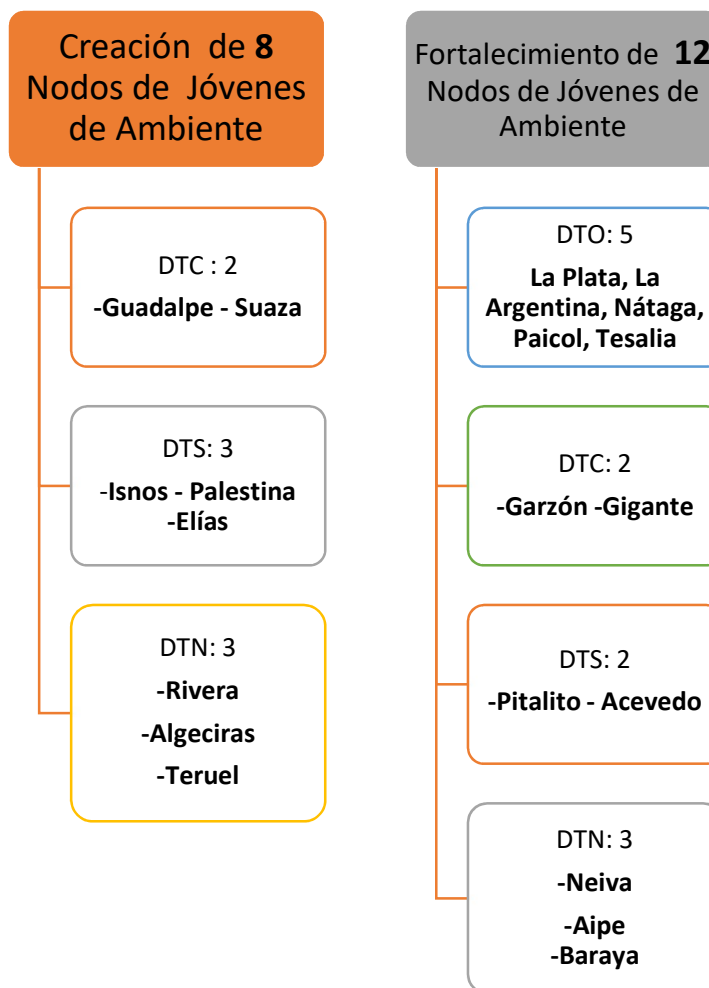 Creación de 8
Nodos de Jóvenes
de Ambiente
DTC : 2
-Guadalpe - Suaza
DTS: 3
-Isnos - Palestina
-Elías
DTN: 3
-Rivera
-Algeciras
-Teruel
Fortalecimiento de 12
Nodos de Jóvenes de
Ambiente
DTO: 5
La Plata, La
Argentina, Nátaga,
Paicol, Tesalia
DTC: 2
-Garzón -Gigante
DTS: 2
-Pitalito - Acevedo
DTN: 3
-Neiva
-Aipe
-Baraya